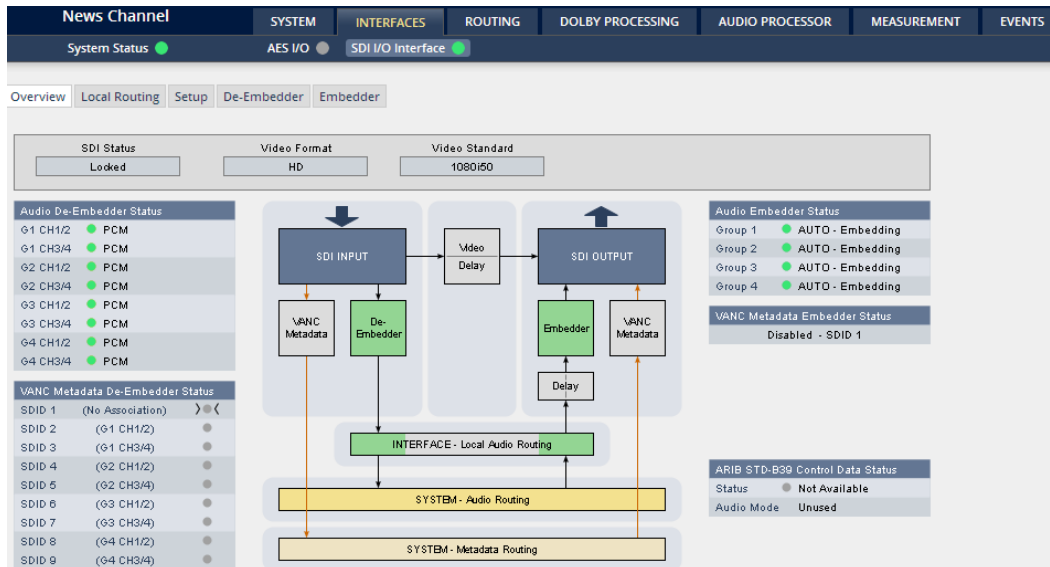 News Channel
SYSTEM INTERFACES ROUTING DOLBY PROCESSING AUDIO PROCESSOR MEASUREMENT EVENTS
System Status AES I/O SDI I/O Interface
Overview Local Routing Setup De-Embedder Embedder
SDI Status Video Format Video Standard
Locked HD 1080i50
Audio De-Embedder Status
G1 CH1/2 PCM
G1 CH3/4 PCM
G2 CH1/2 PCM
G2 CH3/4 PCM
G3 CH1/2 PCM
G3 CH3/4 PCM
G4 CH1/2 PCM
G4 CH3/4 PCM
VANC Metadata De-Embedder Status
SDID 1 (No Association)
SDID 2 (G1 CH1/2)
SDID 3 (G1 CH3/4)
SDID 4 (G2 CH1/2)
SDID 5 (G2 CH3/4)
SDID 6 (G3 CH1/2)
SDID 7 (G3 CH3/4)
SDID 8 (G4 CH1/2)
SDID 9 (G4 CH3/4)
SDI INPUT
Video
Delay
SDI OUTPUT
VANC
Metadata
De-
Embedder
Embedder
VANC
Metadata
Delay
INTERFACE - Local Audio Routing
SYSTEM - Audio Routing
SYSTEM - Metadata Routing
Audio Embedder Status
Group 1 AUTO - Embedding
Group 2 AUTO - Embedding
Group 3 AUTO - Embedding
Group 4 AUTO - Embedding
VANC Metadata Embedder Status
Disabled - SDID 1
ARIB STD-B39 Control Data Status
Status Not Available
Audio Mode Unused